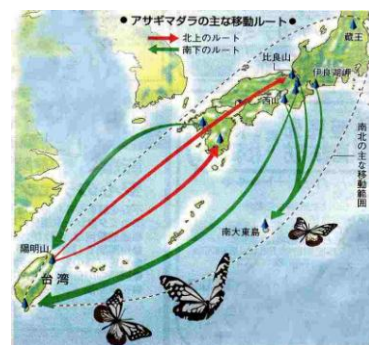 ●アサギマダラの主な移動ルート●
北上のルート
南下のルート
蔵王
比良山
伊良湖岬
西山
南北の主な移動範囲
南大東島
陽明山
台湾